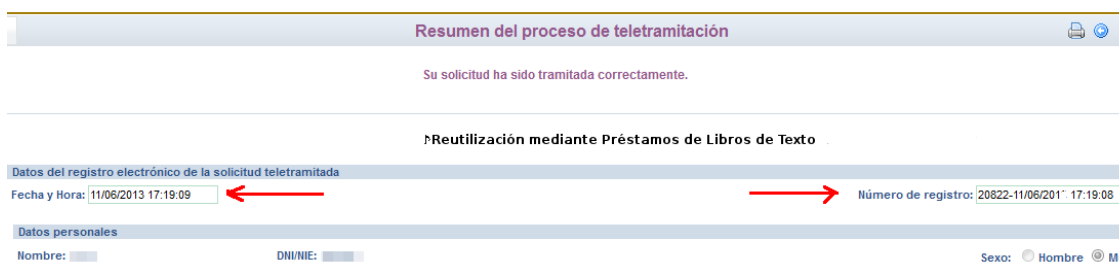 Resumen del proceso de teletramitación
Su solicitud ha sido tramitada correctamente.
Reutilización mediante Préstamos de Libros de Texto
Datos del registro electrónico de la solicitud teletramitada
Fecha y Hora: 11/06/2013 17:19:09 Número de registro: 20822-11/06/201 17:19:08
Datos personales
Nombre: DNI/NIE: Sexo: Hombre M